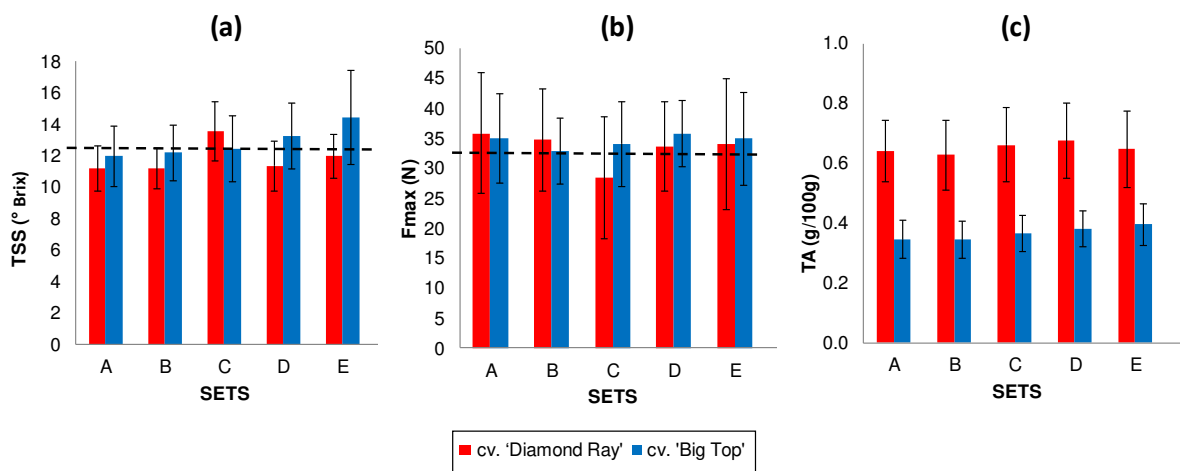 (a)
18
16
14
12
10
8
6
4
2
0
TSS (° Brix)
A B C D E
SETS
(b)
50
45
40
35
30
25
20
15
10
5
0
Fmax (N)
A B C D E
SETS
(c)
1.0
0.8
0.6
0.4
0.2
0.0
TA (g/100g)
A B C D E
SETS
cv. ‘Diamond Ray' cv. 'Big Top'